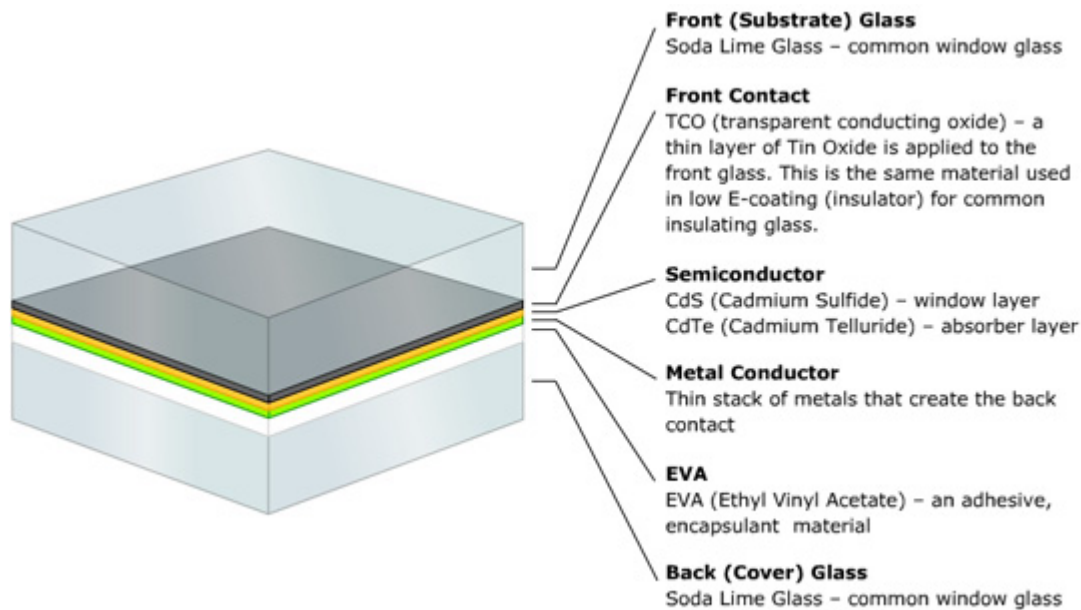 Front (Substrate) Glass
Soda Lime Glass – common window glass
Front Contact
TCO (transparent conducting oxide) – a
thin layer of Tin Oxide is applied to the
front glass. This is the same material used
in low E-coating (insulator) for common
insulating glass.
Semiconductor
CdS (Cadmium Sulfide) – window layer
CdTe (Cadmium Telluride) – absorber layer
Metal Conductor
Thin stack of metals that create the back
contact
EVA
EVA (Ethyl Vinyl Acetate) – an adhesive,
encapsulant material
Back (Cover) Glass
Soda Lime Glass – common window glass